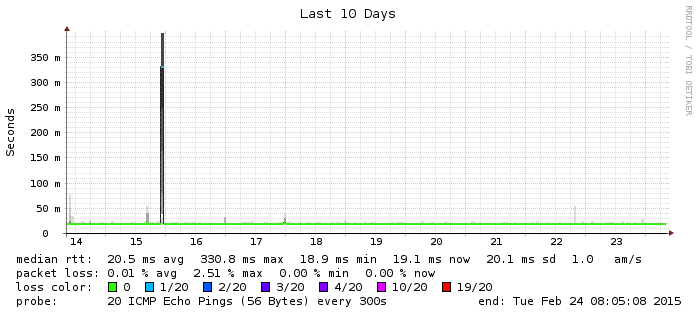 Last 10 Days
RRDTOOL / TOBI OETIKER
Seconds
350 m
300 m
250 m
200 m
150 m
100 m
50 m
0
14 15 16 17 18 19 20 21 22 23
median rtt: 20.5 ms avg 330.8 ms max 18.9 ms min 19.1 ms now 20.1 ms sd 1.0 am/s
packet loss: 0.01 % avg 2.51 % max 0.00 % min 0.00 % now
loss color: 0 1/20 2/20 3/20 4/20 10/20 19/20
probe: 20 ICMP Echo Pings (56 Bytes) every 300s end: Tue Feb 24 08:05:08 2015